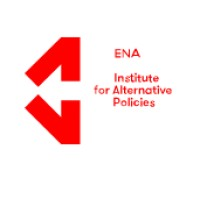 ENA
Institute
for Alternative
Policies